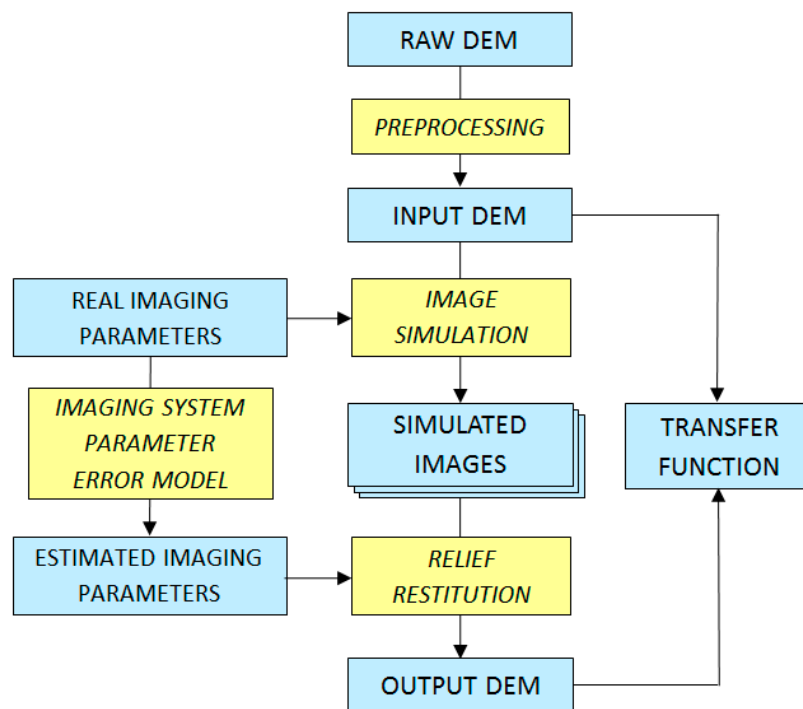 RAW DEM
PREPROCESSING
INPUT DEM
REAL IMAGING
PARAMETERS
IMAGE
SIMULATION
IMAGING SYSTEM
PARAMETER
ERROR MODEL
SIMULATED
IMAGES
TRANSFER
FUNCTION
ESTIMATED IMAGING
PARAMETERS
RELIEF
RESTITUTION
OUTPUT DEM